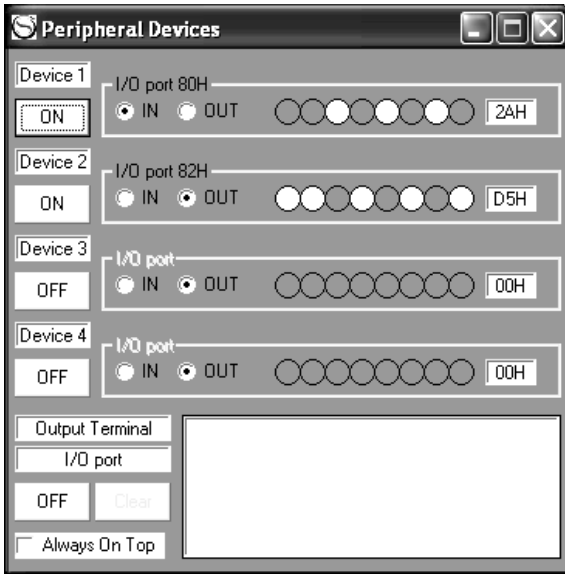 Peripheral Devices
Device 1
ON
I/O port 80H
IN OUT 2AH
Device 2
ON
I/O port 82H
IN OUT D5H
Device 3
OFF
I/O port
IN OUT 00H
Device 4
OFF
I/O port
IN OUT 00H
Output Terminal
I/O port
OFF Clear
Always On Top